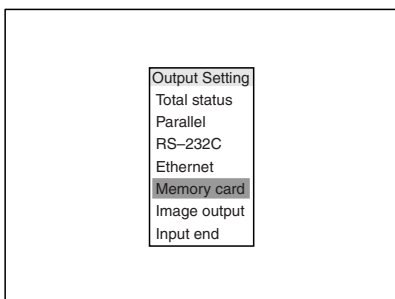 Output Setting
Total status
Parallel
RS–232C
Ethernet
Memory card
Image output
Input end